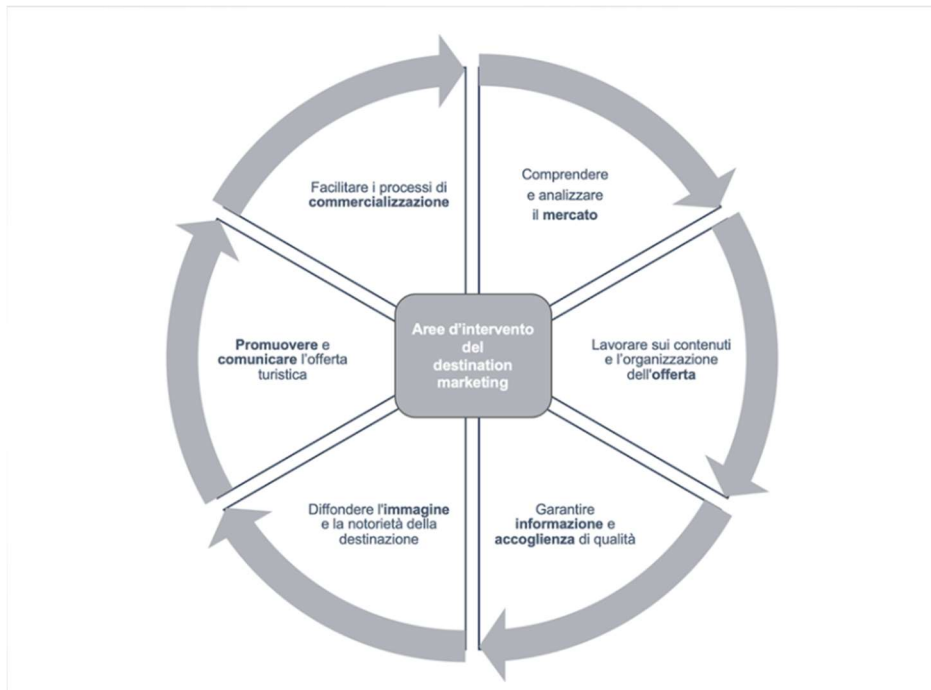 Facilitare i processi di
commercializzazione
Comprendere
e analizzare
il mercato
Promuovere e
comunicare l'offerta
turistica
Aree d'intervento
del
destination
marketing
Lavorare sui contenuti
e l'organizzazione
dell'offerta
Diffondere l'immagine
e la notorietà della
destinazione
Garantire
informazione e
accoglienza di qualità